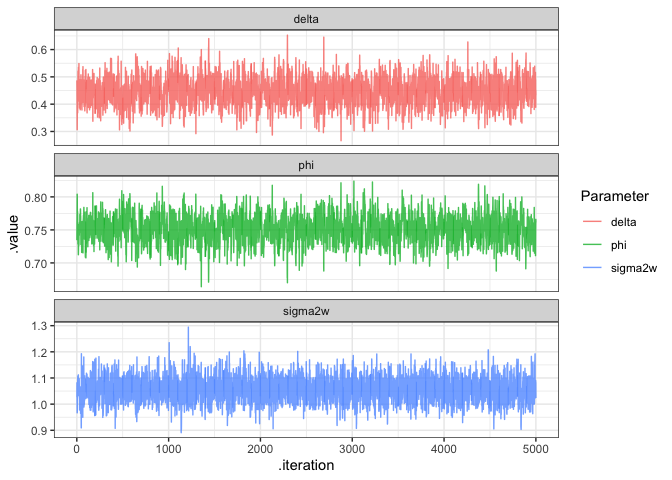 delta
0.6
0.5
0.4
0.3
phi
0.80
0.75
0.70
sigma2w
1.3
1.2
1.1
1.0
0.9
0 1000 2000 3000 4000 5000
.iteration
.value
Parameter
delta
phi
sigma2w